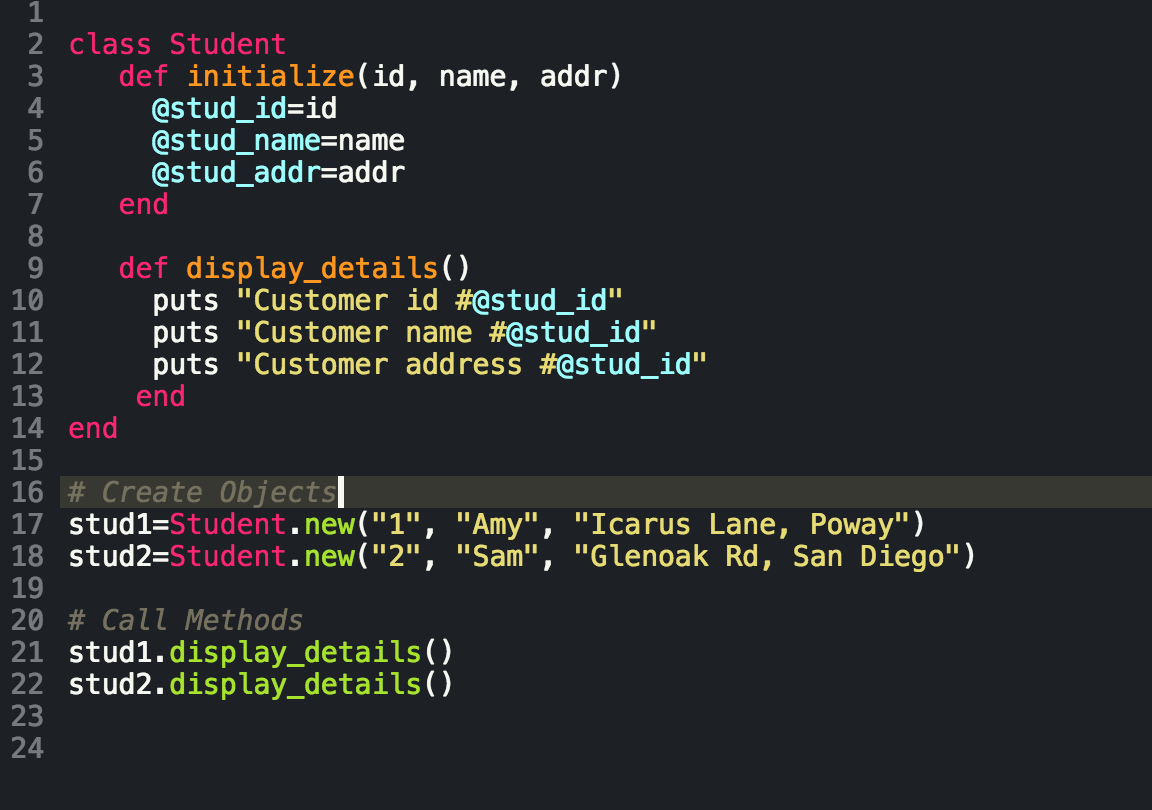 1
2 class Student
3    def initialize(id, name, addr)
4      @stud_id=id
5      @stud_name=name
6      @stud_addr=addr
7    end
8
9    def display_details()
10      puts "Customer id #@stud_id"
11      puts "Customer name #@stud_id"
12      puts "Customer address #@stud_id"
13     end
14 end
15
16 # Create Objects
17 stud1=Student.new("1", "Amy", "Icarus Lane, Poway")
18 stud2=Student.new("2", "Sam", "Glenoak Rd, San Diego")
19
20 # Call Methods
21 stud1.display_details()
22 stud2.display_details()
23
24